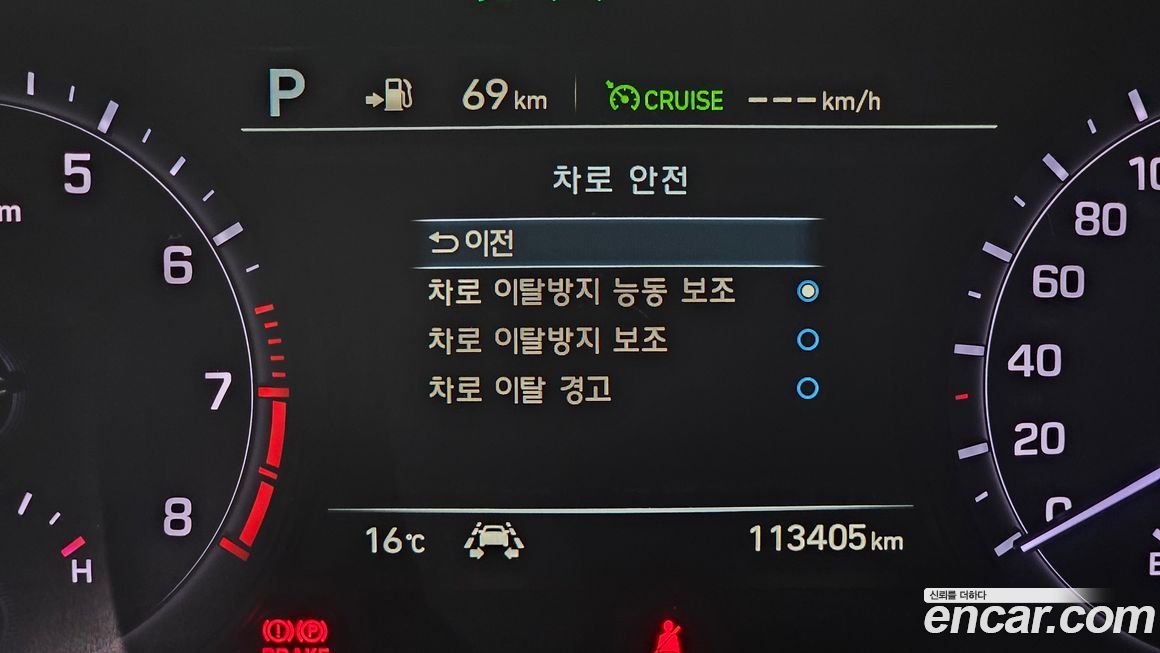 P 69 km CRUISE ---km/h
차로 안전
이전
차로 이탈방지 능동 보조
차로 이탈방지 보조
차로 이탈 경고
16°C 113405 km
5
6
7
8
H
80
60
40
20
0
BRAKE
신뢰를 더하다
encar.com